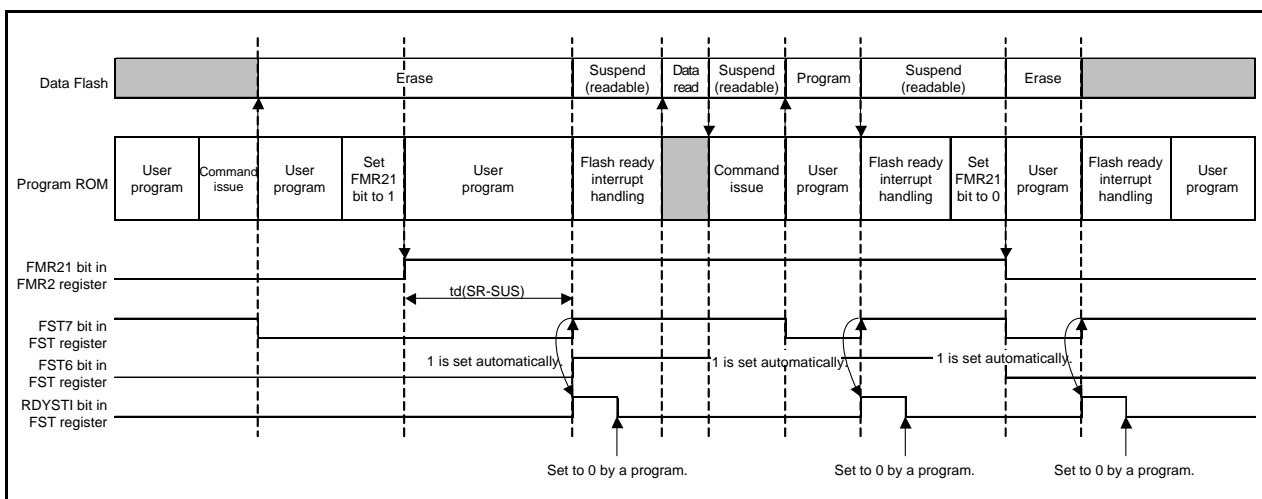 Data Flash
Erase
Suspend
(readable)
Data
read
Suspend
(readable)
Program
Suspend
(readable)
Erase
Program ROM
User
program
Command
issue
User
program
Set
FMR21
bit to 1
User
program
Flash ready
interrupt
handling
Command
issue
User
program
Flash ready
interrupt
handling
Set
FMR21
bit to 0
User
program
Flash ready
interrupt
handling
User
program
FMR21 bit in
FMR2 register
td(SR-SUS)
FST7 bit in
FST register
1 is set automatically.
1 is set automatically.
1 is set automatically.
FST6 bit in
FST register
RDYSTI bit in
FST register
Set to 0 by a program.
Set to 0 by a program.
Set to 0 by a program.